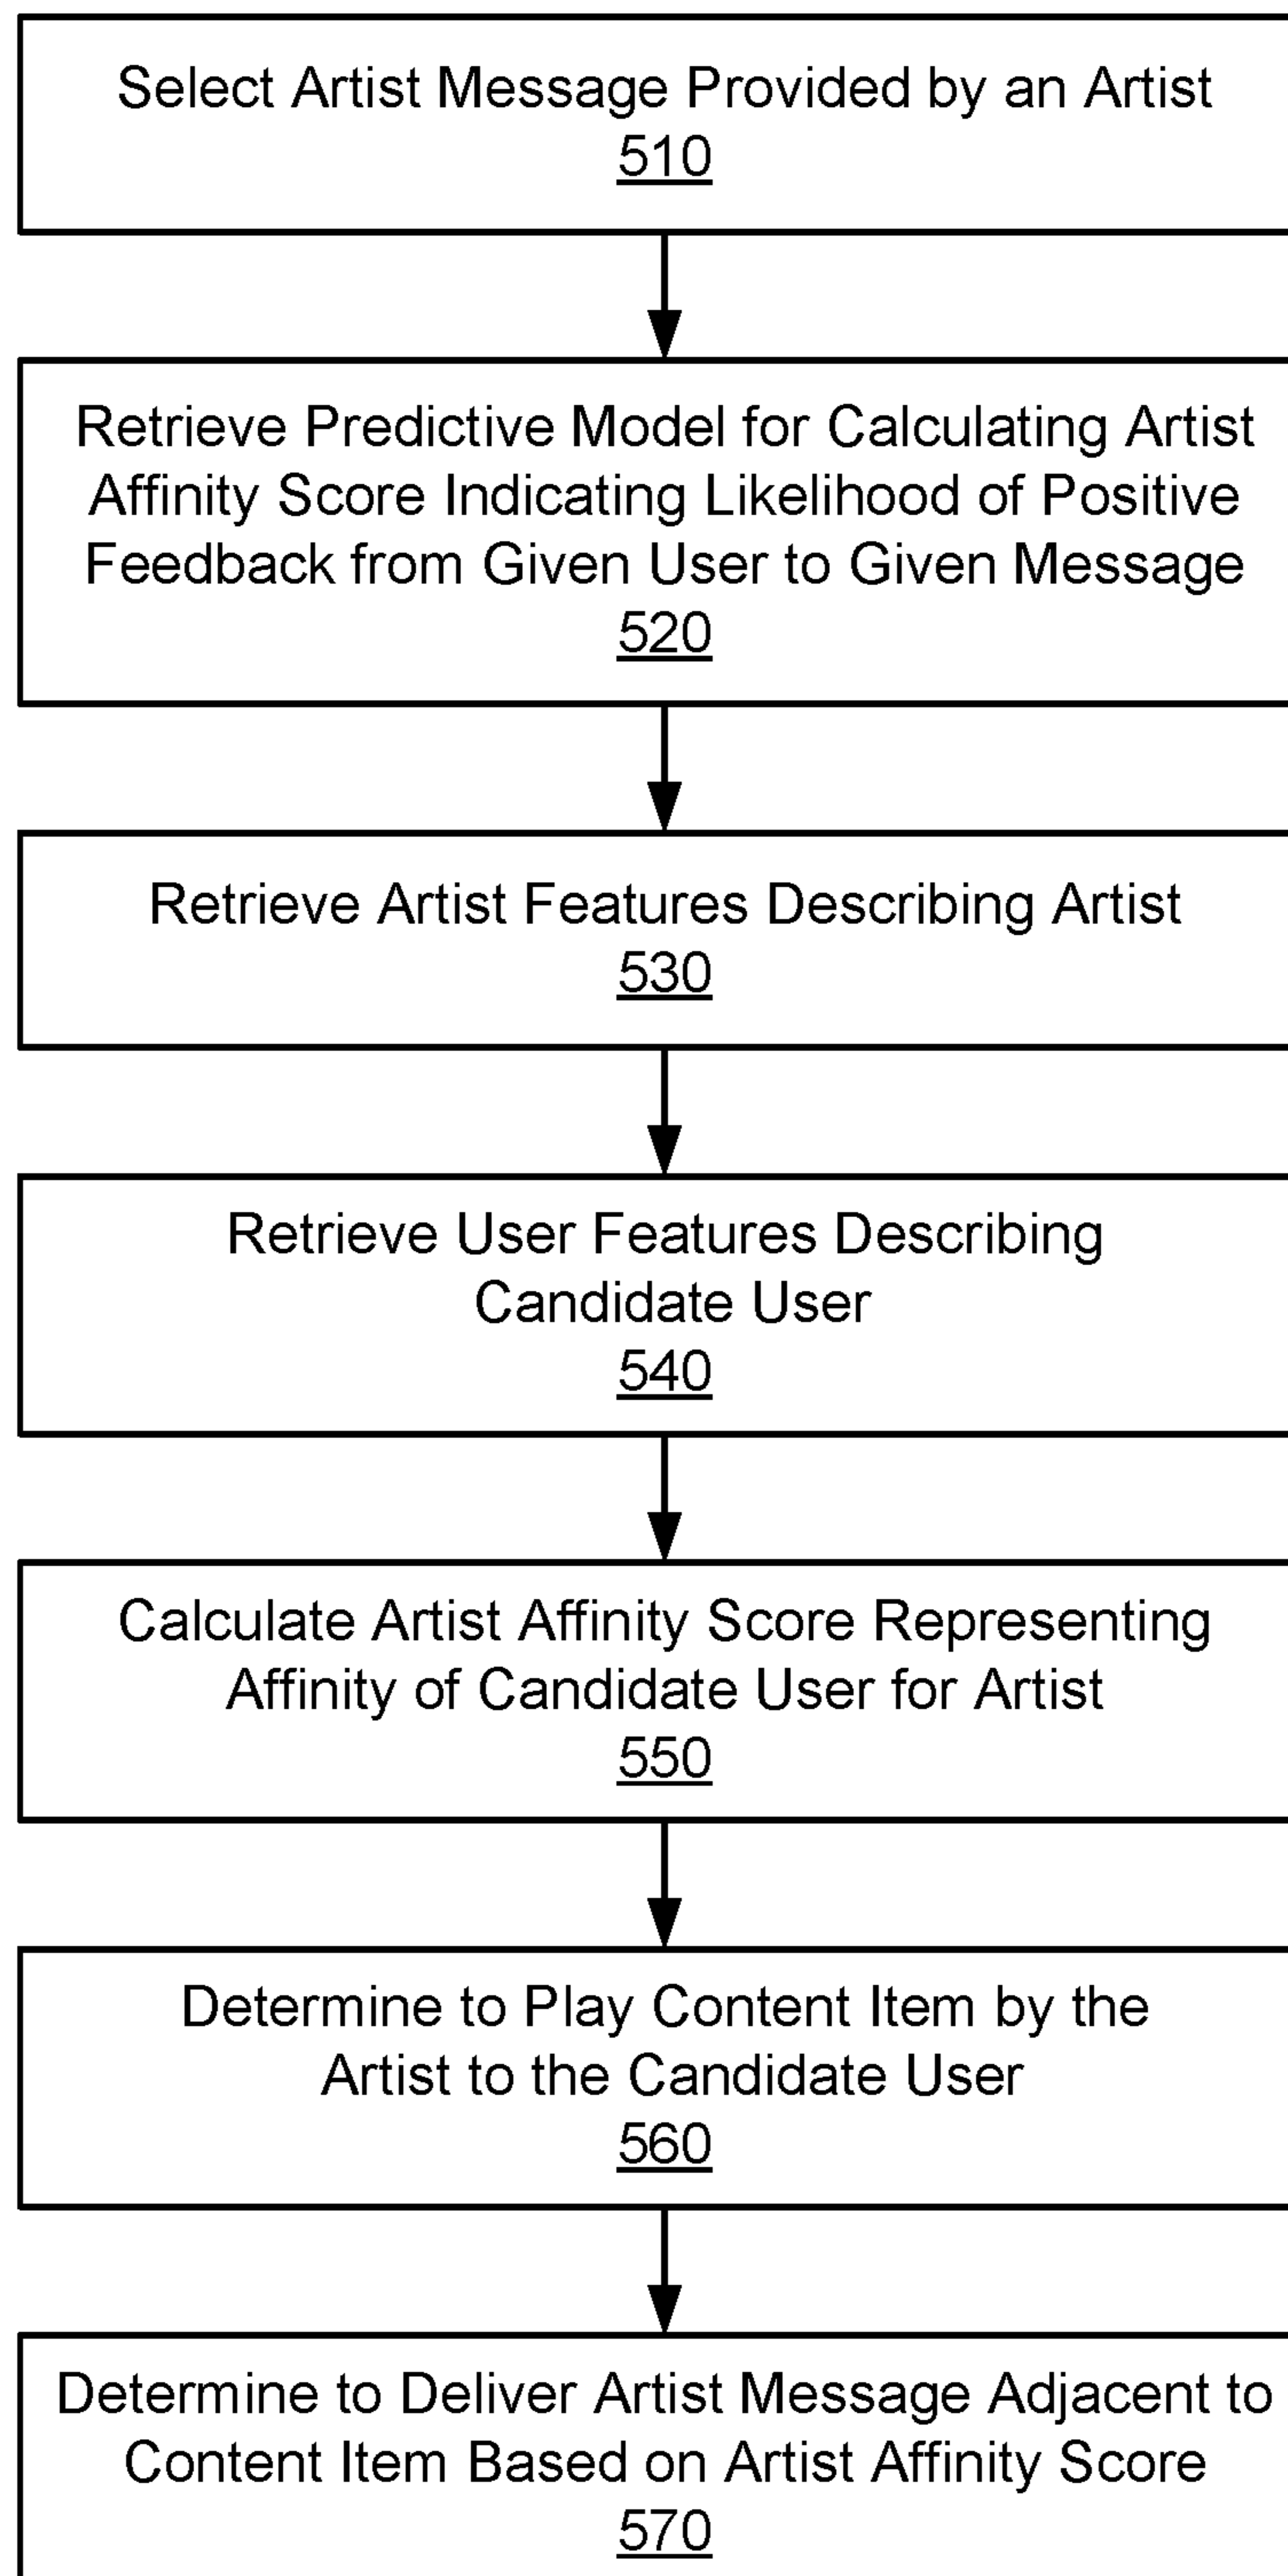 Select Artist Message Provided by an Artist
510
Retrieve Predictive Model for Calculating Artist
Affinity Score Indicating Likelihood of Positive
Feedback from Given User to Given Message
520
Retrieve Artist Features Describing Artist
530
Retrieve User Features Describing
Candidate User
540
Calculate Artist Affinity Score Representing
Affinity of Candidate User for Artist
550
Determine to Play Content Item by the
Artist to the Candidate User
560
Determine to Deliver Artist Message Adjacent to
Content Item Based on Artist Affinity Score
570